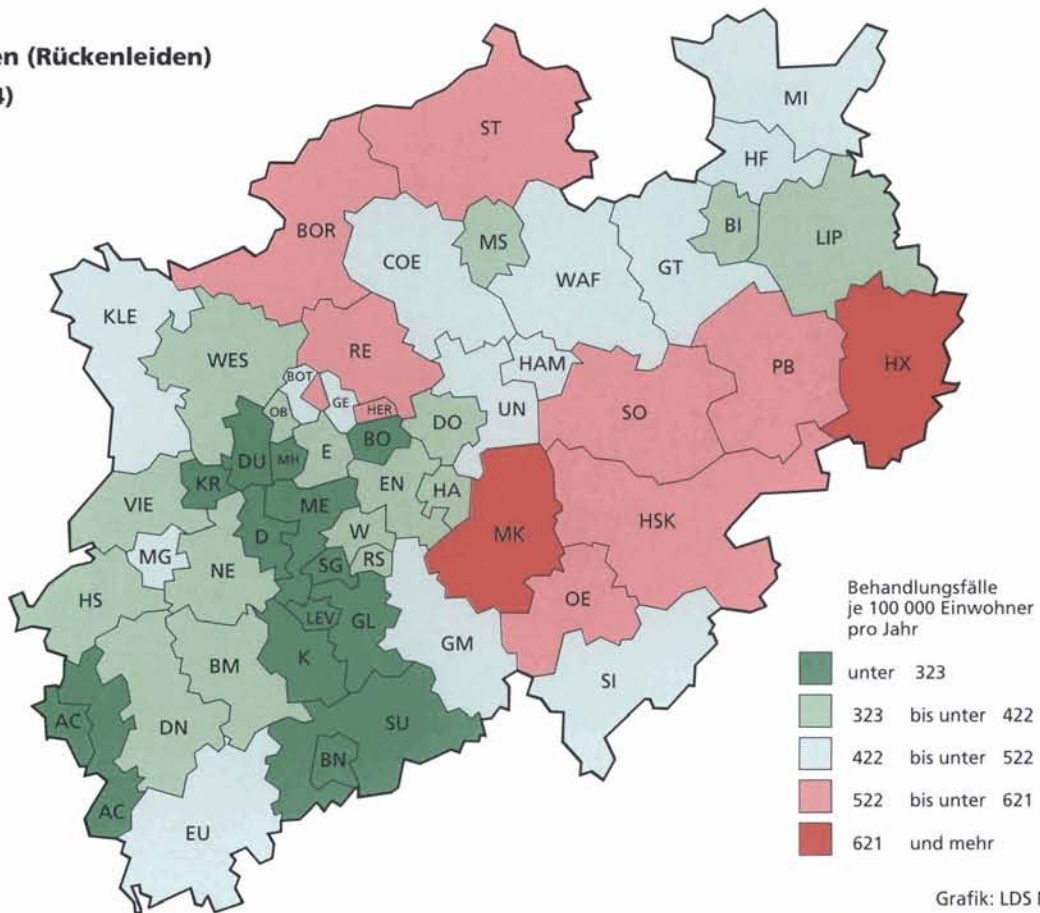 en (Rückenleiden)
4)
MI
ST
HF
BI
LIP
BOR
MS
COE
WAF
GT
KLE
RE
WES
HAM
PB
HX
BOT
GE
HER
UN
SO
OB
DO
BO
E
DU
MH
KR
EN
HA
VIE
ME
HSK
W
D
MK
MG
RS
SG
NE
HS
OE
LEV
GL
GM
K
BM
SI
AC
DN
SU
BN
AC
EU
Behandlungsfälle
je 100 000 Einwohner
pro Jahr
unter 323
323 bis unter 422
422 bis unter 522
522 bis unter 621
621 und mehr
Grafik: LDS